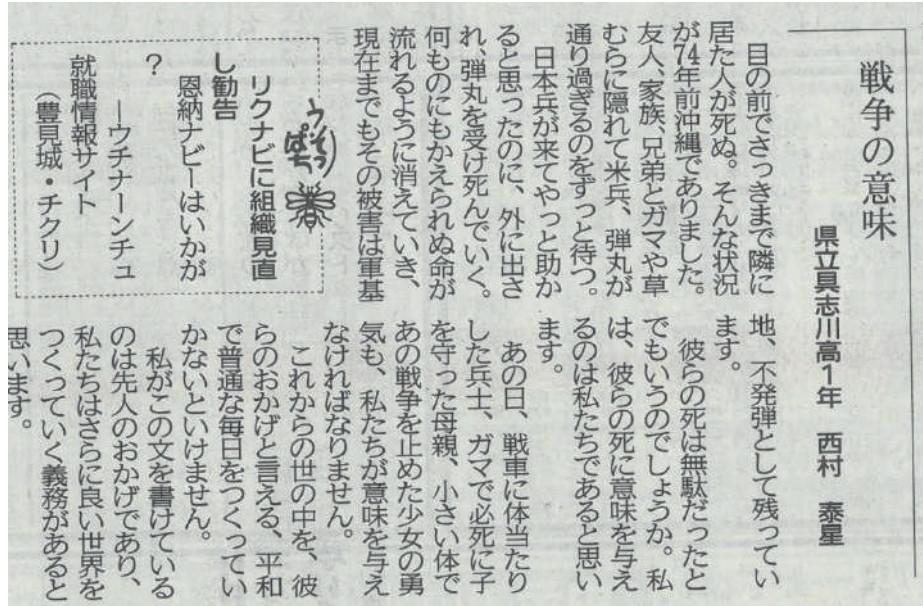 戦争の意味
県立具志川高1年　西村　泰星
目の前でさっきまで隣に
居た人が死ぬ。そんな状況
が74年前沖縄でありました。
友人、家族、兄弟とガマや草
むらに隠れて米兵、弾丸が
通り過ぎるのをずっと待つ。
日本兵が来てやっと助か
ると思ったのに、外に出さ
れ、弾丸を受け死んでいく。
何ものにもかえられぬ命が
流れるように消えていき、
現在までもその被害は軍基
地、不発弾として残ってい
ます。
彼らの死は無駄だったと
でもいうのでしょうか。私
は、彼らの死に意味を与え
るのは私たちであると思い
ます。
あの日、戦車に体当たり
した兵士、ガマで必死に子
を守った母親、小さい体で
あの戦争を止めた少女の勇
気も、私たちが意味を与え
なければなりません。
これからの世の中を、彼
らのおかげと言える、平和
で普通な毎日をつくってい
かないといけません。
私がこの文を書けている
のは先人のおかげであり、
私たちはさらに良い世界を
つくっていく義務があると
思います。
リクナビに組織見直
し勧告
恩納ナビーはいかが
？
―ウチナーンチュ
就職情報サイト
（豊見城・チクリ）